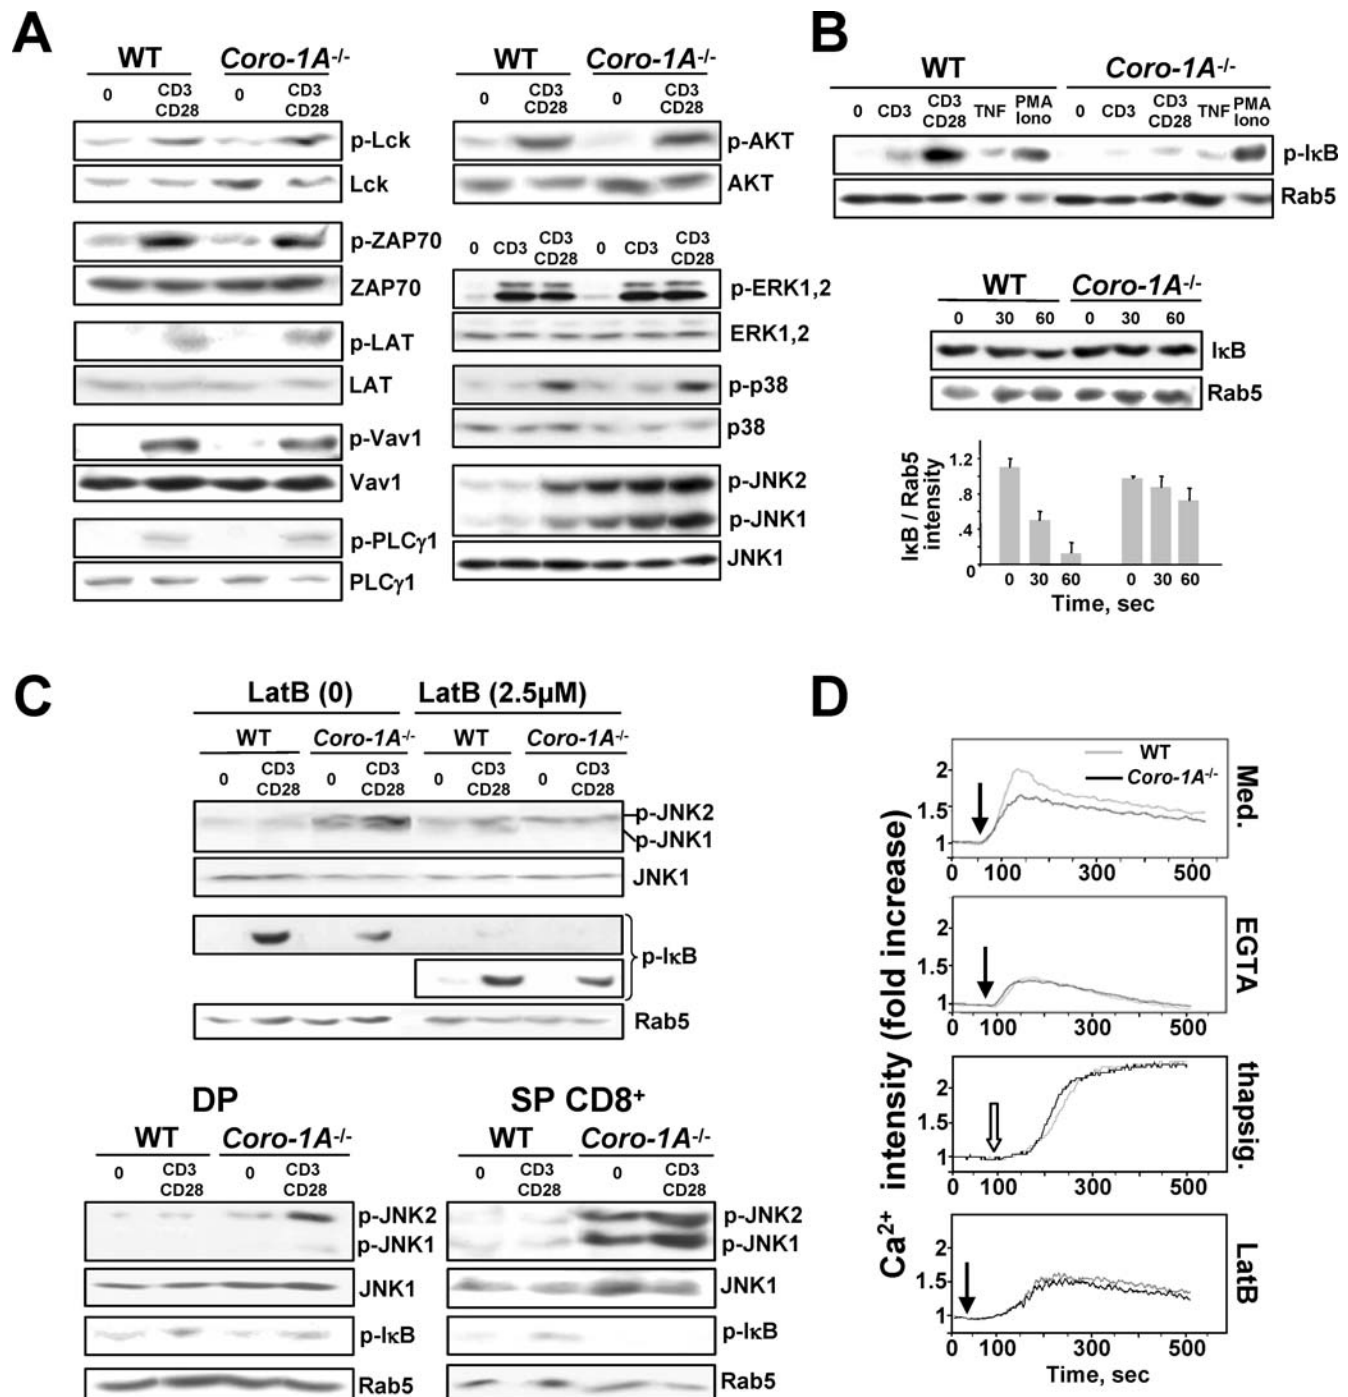 A
WT Coro-1A-/-
0 CD3 CD28 0 CD3 CD28
p-Lck
Lck
p-ZAP70
ZAP70
p-LAT
LAT
p-Vav1
Vav1
p-PLCγ1
PLCγ1
WT Coro-1A-/-
0 CD3 CD28 0 CD3 CD28
p-AKT
AKT
0 CD3 CD3 CD28 0 CD3 CD3 CD28
p-ERK1,2
ERK1,2
p-p38
p38
p-JNK2
p-JNK1
JNK1
B
WT Coro-1A-/-
0 CD3 CD3 CD28 TNF PMA Iono 0 CD3 CD3 CD28 TNF PMA Iono
p-IκB
Rab5
WT Coro-1A-/-
0 30 60 0 30 60
IκB
Rab5
IκB / Rab5 intensity
1.2
.8
.4
0
0 30 60 0 30 60
Time, sec
C
LatB (0) LatB (2.5µM)
WT Coro-1A-/- WT Coro-1A-/-
0 CD3 CD28 0 CD3 CD28 0 CD3 CD28 0 CD3 CD28
p-JNK2
p-JNK1
JNK1
p-IκB
Rab5
DP
WT Coro-1A-/-
0 CD3 CD28 0 CD3 CD28
p-JNK2
p-JNK1
JNK1
p-IκB
Rab5
SP CD8+
WT Coro-1A-/-
0 CD3 CD28 0 CD3 CD28
p-JNK2
p-JNK1
JNK1
p-IκB
Rab5
D
Ca2+ intensity (fold increase)
WT
Coro-1A-/-
2
1.5
1
0 100 300 500
Med.
2
1.5
1
0 100 300 500
EGTA
2
1.5
1
0 100 300 500
thapsig.
2
1.5
1
0 100 300 500
LatB
Time, sec